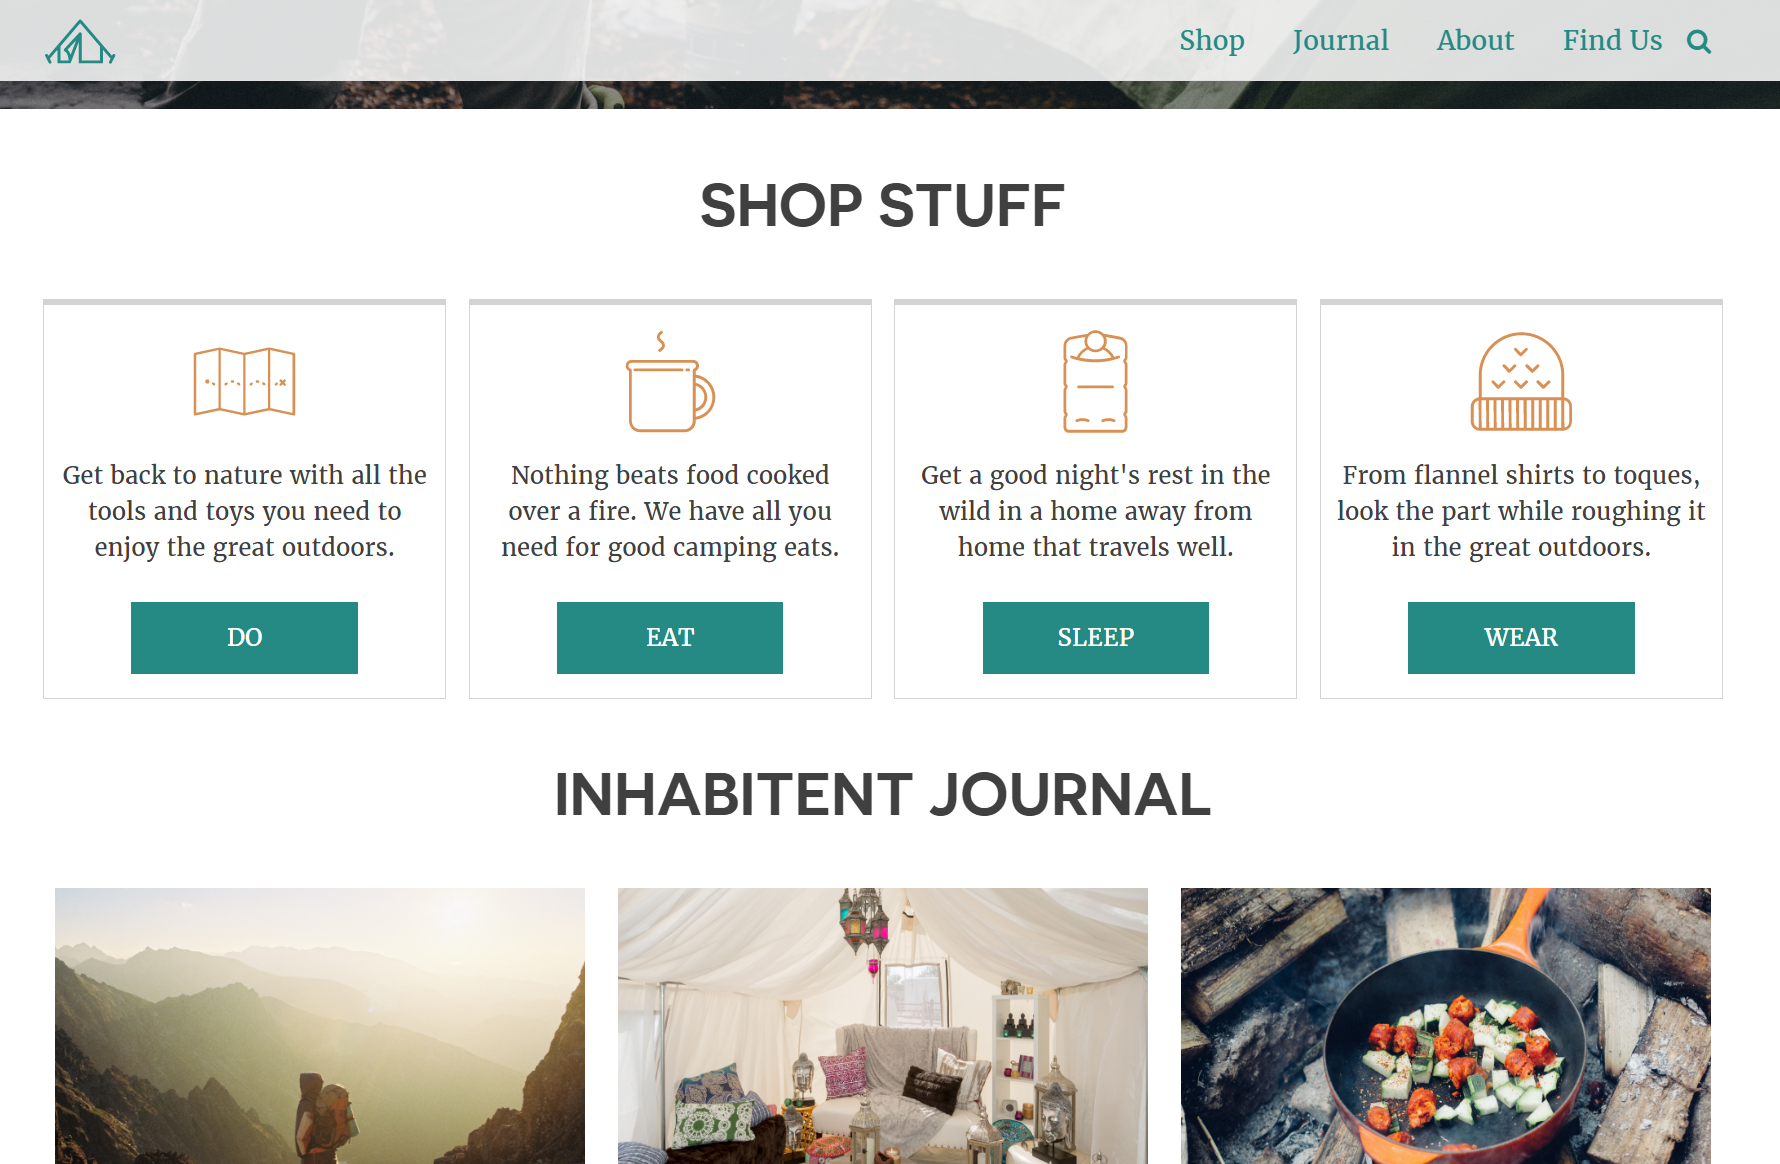 Shop Journal About Find Us
SHOP STUFF
Get back to nature with all the
tools and toys you need to
enjoy the great outdoors.
DO
Nothing beats food cooked
over a fire. We have all you
need for good camping eats.
EAT
Get a good night's rest in the
wild in a home away from
home that travels well.
SLEEP
From flannel shirts to toques,
look the part while roughing it
in the great outdoors.
WEAR
INHABITENT JOURNAL